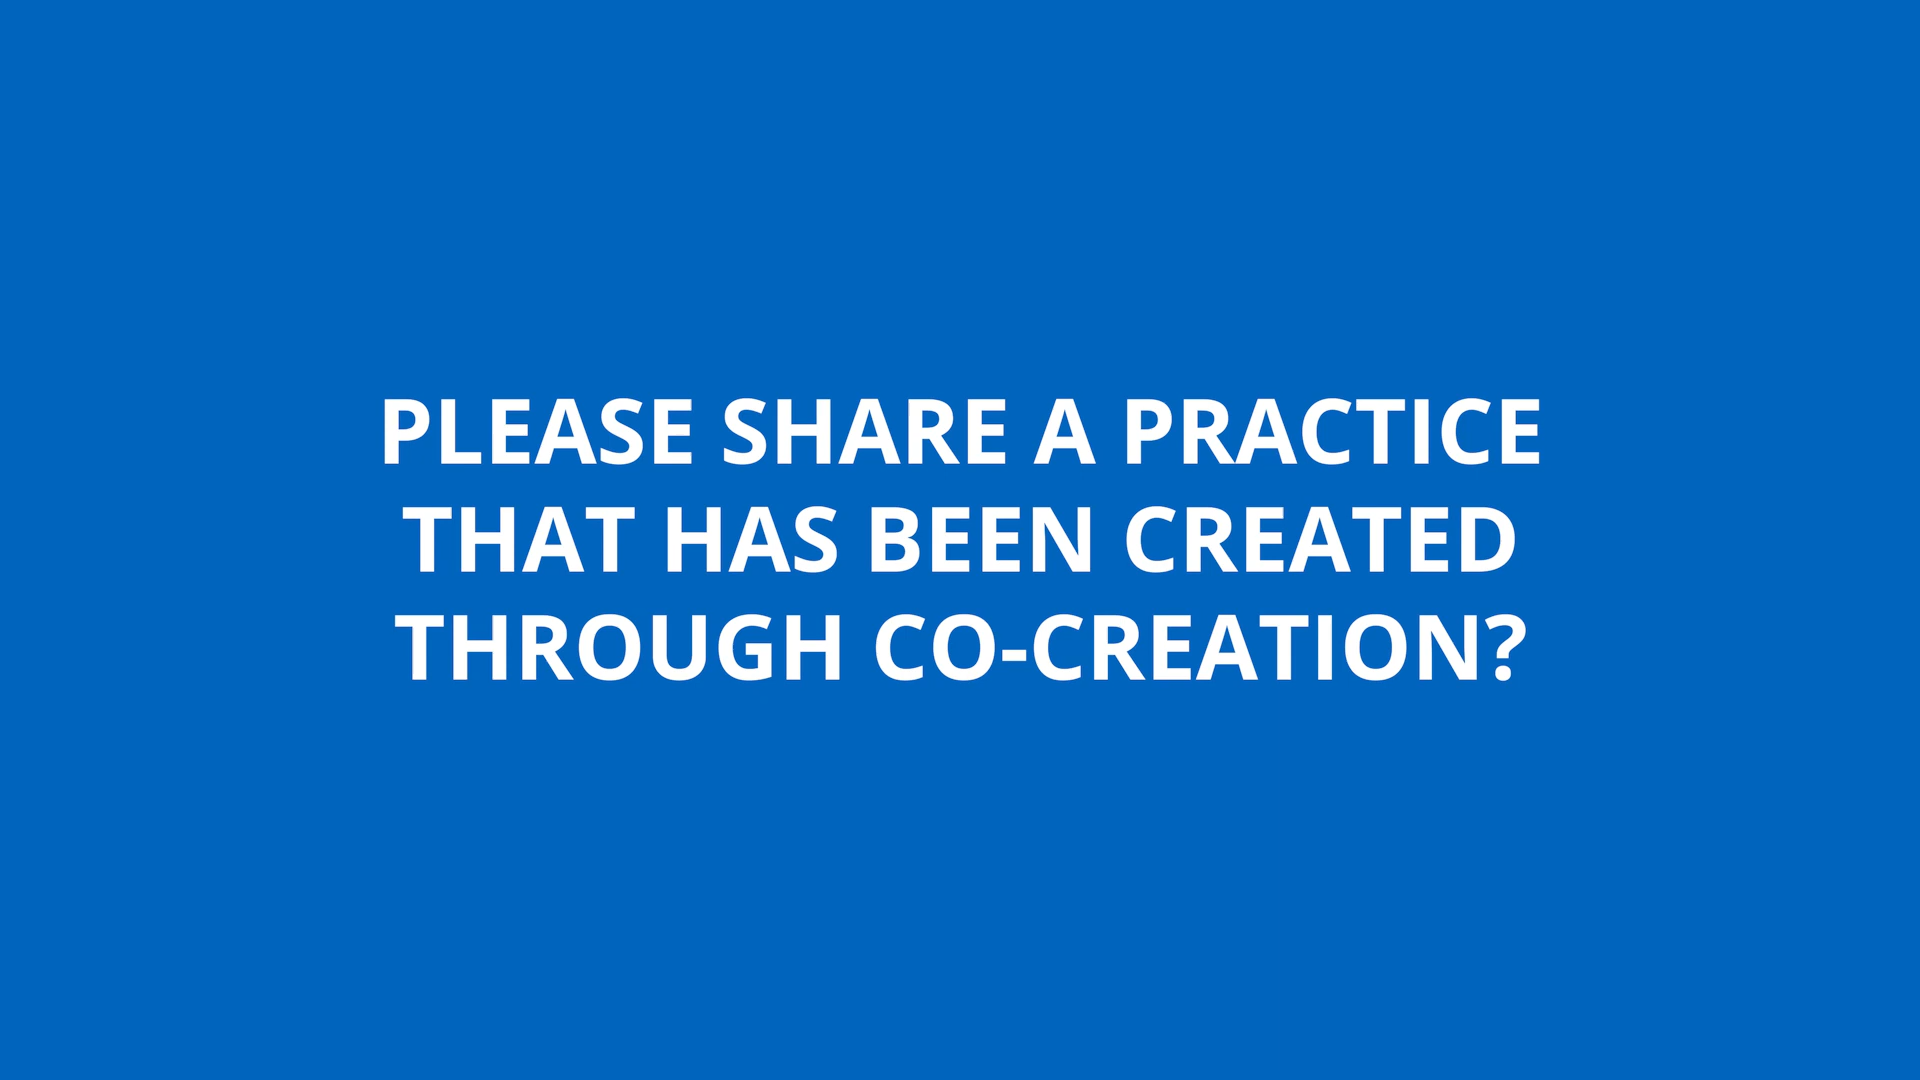 PLEASE SHARE A PRACTICE
THAT HAS BEEN CREATED
THROUGH CO-CREATION?